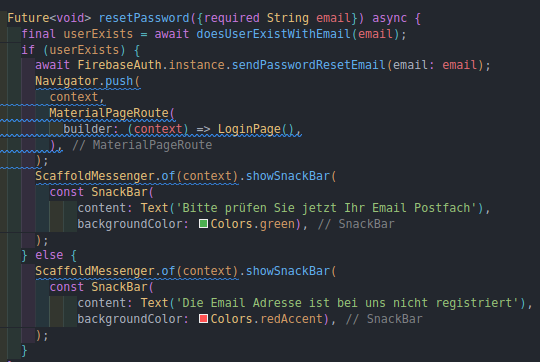 Future<void> resetPassword({required String email}) async {
final userExists = await doesUserExistWithEmail(email);
if (userExists) {
await FirebaseAuth.instance.sendPasswordResetEmail(email: email);
Navigator.push(
context,
MaterialPageRoute(
builder: (context) => LoginPage(),
), // MaterialPageRoute
);
ScaffoldMessenger.of(context).showSnackBar(
const SnackBar(
content: Text('Bitte prüfen Sie jetzt Ihr Email Postfach'),
backgroundColor: Colors.green), // SnackBar
);
} else {
ScaffoldMessenger.of(context).showSnackBar(
const SnackBar(
content: Text('Die Email Adresse ist bei uns nicht registriert'),
backgroundColor: Colors.redAccent), // SnackBar
);
}